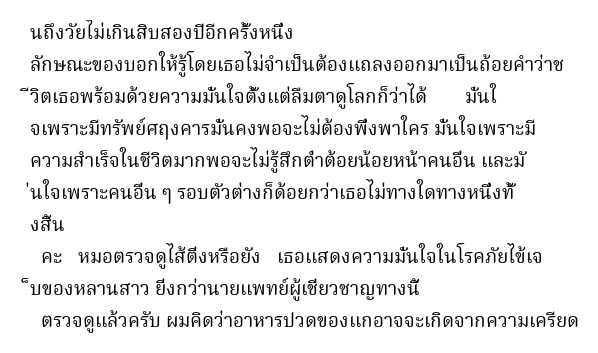 นถึงวัยไม่เกินสิบสองปีอีกครั้งหนึ่ง
ลักษณะของบอกให้รู้โดยเธอไม่จำเป็นต้องแถลงออกมาเป็นถ้อยคำว่าช
ีวิตเธอพร้อมด้วยความมั่นใจตั้งแต่ลืมตาดูโลกก็ว่าได้ มั่นใ
จเพราะมีทรัพย์ศฤงคารมั่นคงพอจะไม่ต้องพึ่งพาใคร มั่นใจเพราะมี
ความสำเร็จในชีวิตมากพอจะไม่รู้สึกต่ำต้อยน้อยหน้าคนอื่น และมั
่นใจเพราะคนอื่น ๆ รอบตัวต่างก็ด้อยกว่าเธอไม่ทางใดทางหนึ่งทั้
งสิ้น
คะ หมอตรวจดูไส้ติ่งหรือยัง เธอแสดงความมั่นใจในโรคภัยไข้เจ
็บของหลานสาว ยิ่งกว่านายแพทย์ผู้เชี่ยวชาญทางนี้
ตรวจดูแล้วครับ ผมคิดว่าอาหารปวดของแกอาจจะเกิดจากความเครียด